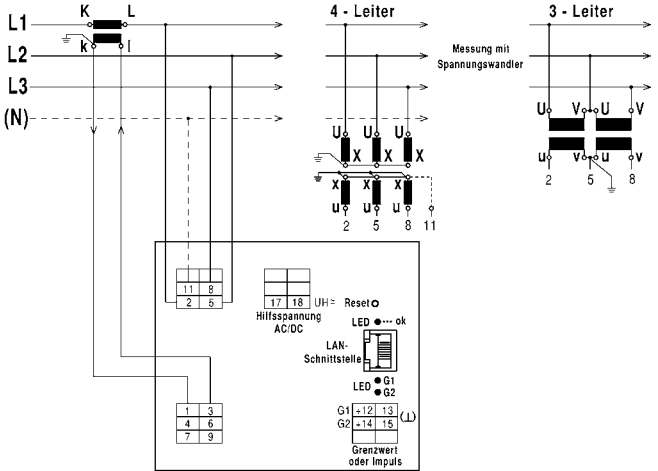 K L 4 - Leiter 3 - Leiter
L1
k l
L2 Messung mit
Spannungswandler
L3
(N)
U U U
X X X
X X X
u u u
2 5 8 11
U V U V
u v u v
2 5 8
11 8
2 5
17 18 UH≃ Reset
Hilfsspannung
AC/DC
LED ok
LAN-
Schnittstelle
LED G1
G2
1 3
4 6
7 9
G1 +12 13 (⊥)
G2 +14 15
Grenzwert
oder Impuls